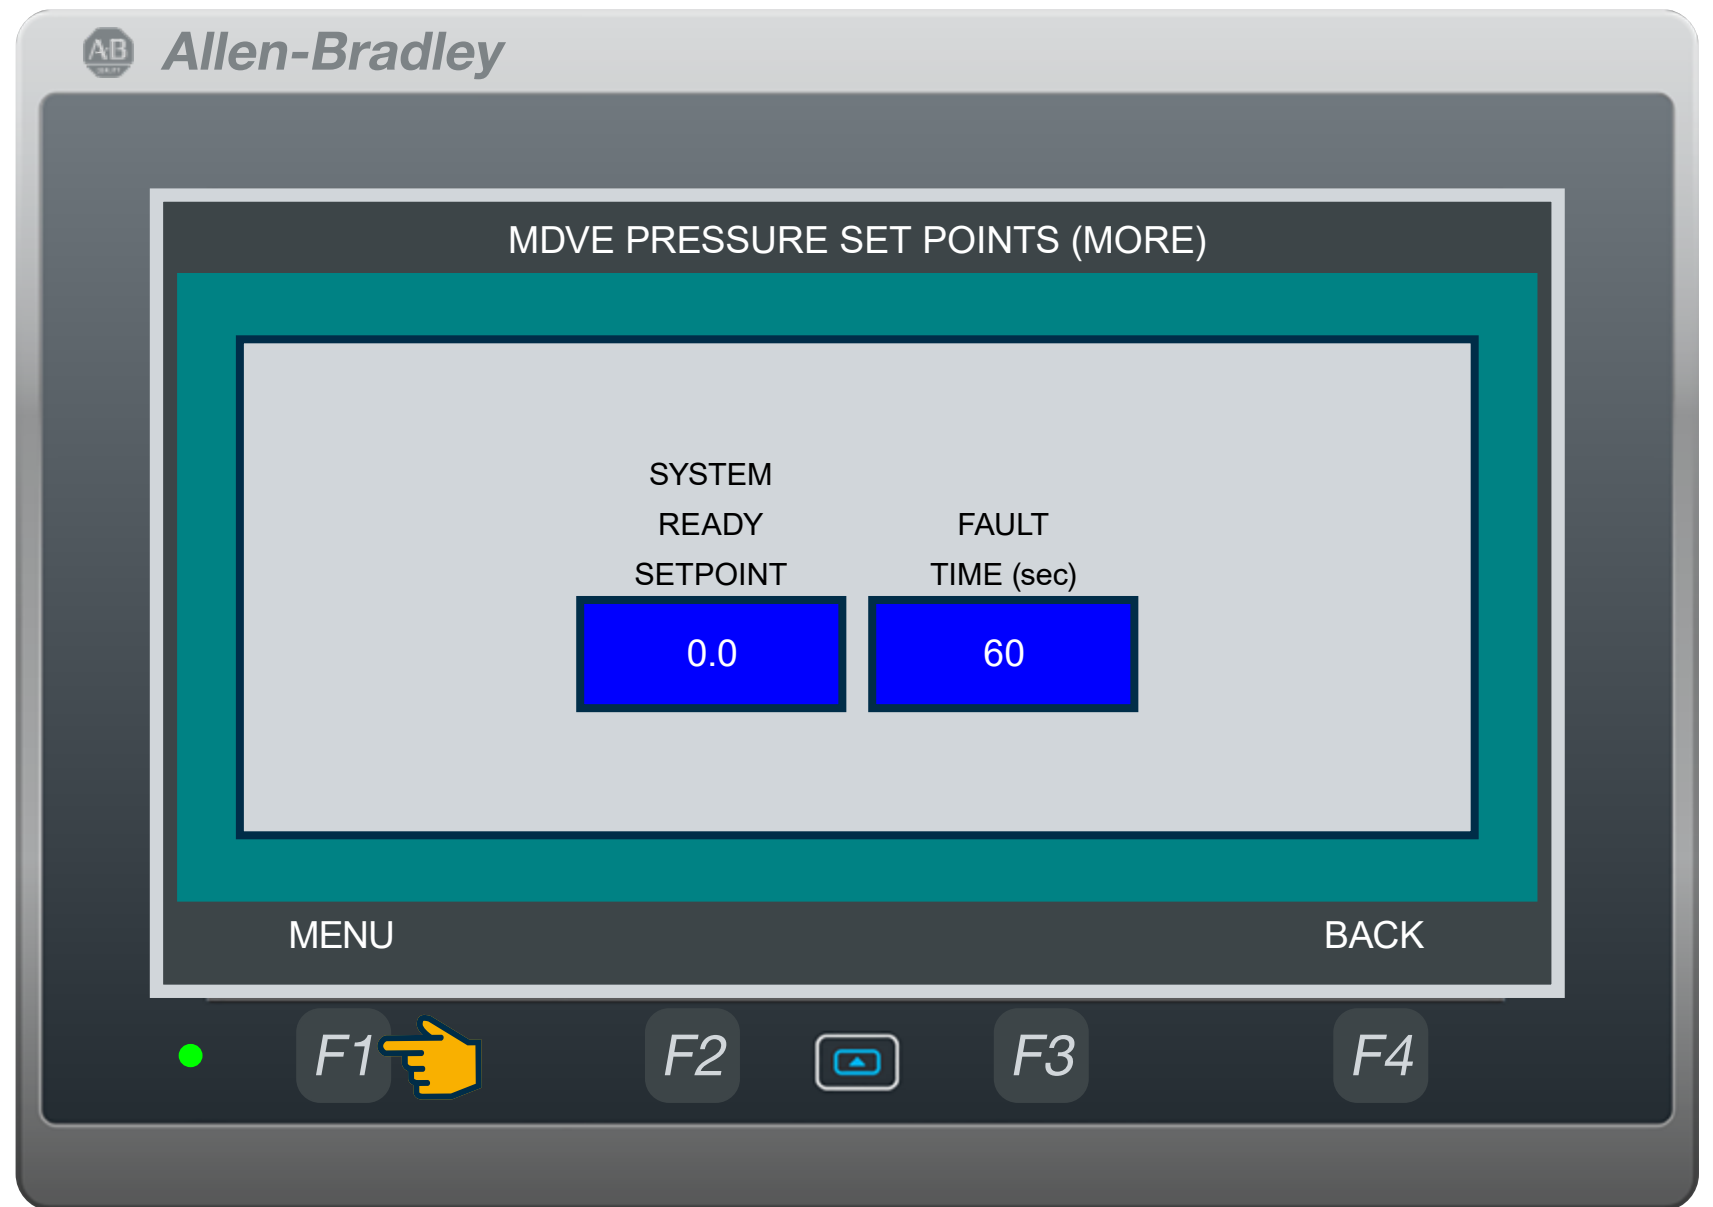 AB
Allen-Bradley
MDVE PRESSURE SET POINTS (MORE)
SYSTEM
READY
SETPOINT
FAULT
TIME (sec)
0.0
60
MENU
BACK
F1
F2
F3
F4